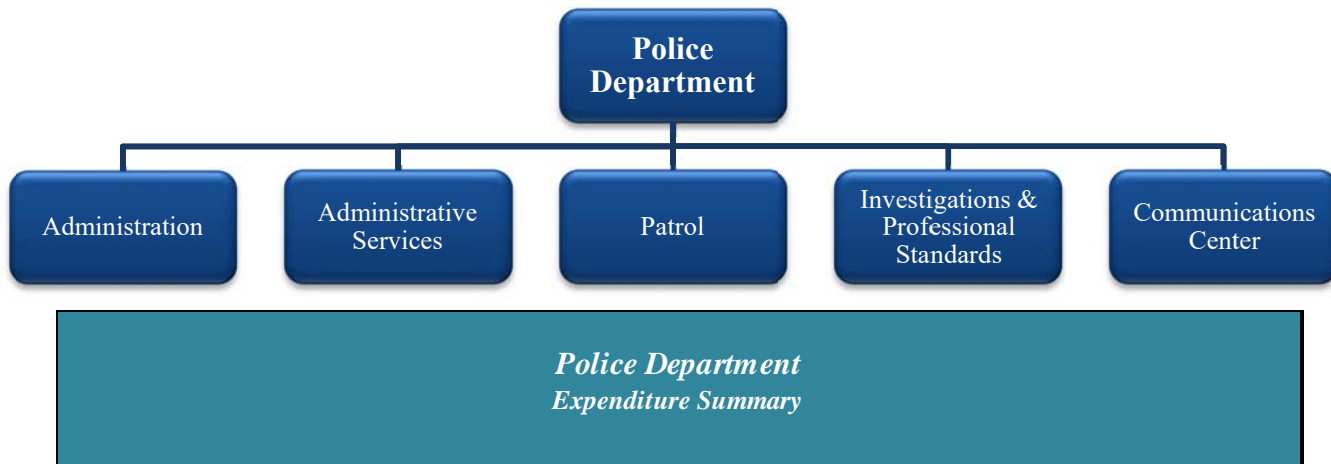 Police
Department
Administration
Administrative
Services
Patrol
Investigations &
Professional
Standards
Communications
Center
Police Department
Expenditure Summary